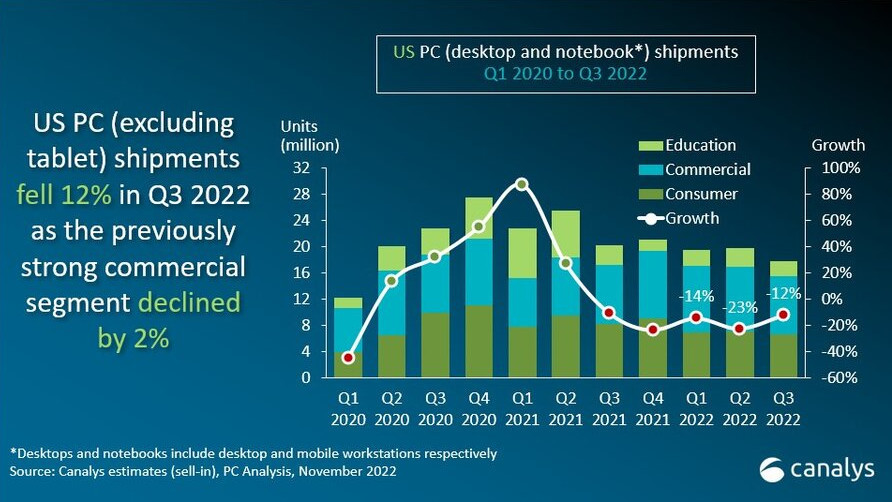 US PC (desktop and notebook*) shipments
Q1 2020 to Q3 2022
US PC (excluding
tablet) shipments
fell 12% in Q3 2022
as the previously
strong commercial
segment declined
by 2%
Units
(million)
32
28
24
20
16
12
8
4
0
Education
Commercial
Consumer
Growth
Growth
100%
80%
60%
40%
20%
0%
-20%
-40%
-60%
-14%
-23%
-12%
Q1 2020
Q2 2020
Q3 2020
Q4 2020
Q1 2021
Q2 2021
Q3 2021
Q4 2021
Q1 2022
Q2 2022
Q3 2022
*Desktops and notebooks include desktop and mobile workstations respectively
Source: Canalys estimates (sell-in), PC Analysis, November 2022
canalys